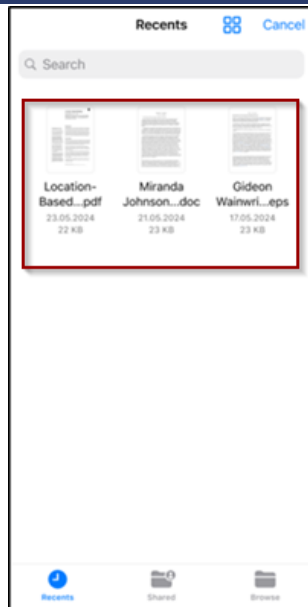 Recents Cancel
Search
Location- Miranda Gideon
Based...pdf Johnson...doc Wainwri...eps
23.05.2024 21.05.2024 17.05.2024
22 KB 23 KB 23 KB
Recents Shared Browse